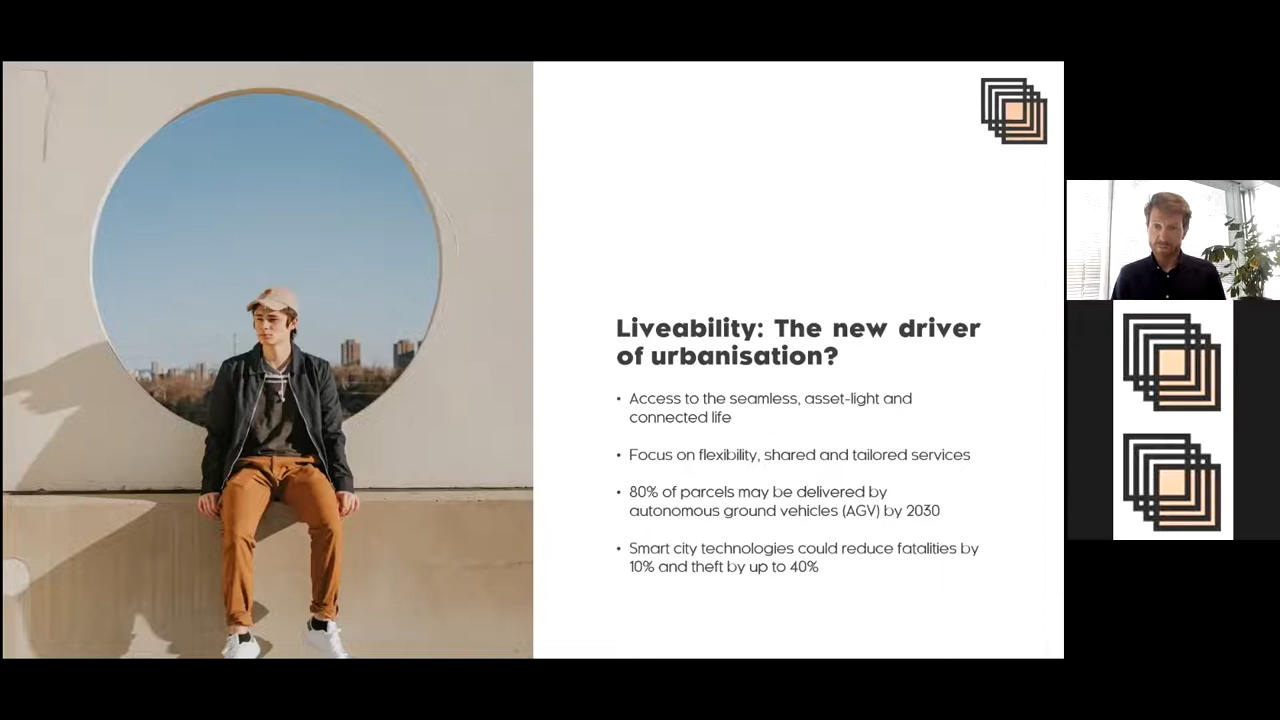 Liveability: The new driver
of urbanisation?
• Access to the seamless, asset-light and
connected life
• Focus on flexibility, shared and tailored services
• 80% of parcels may be delivered by
autonomous ground vehicles (AGV) by 2030
• Smart city technologies could reduce fatalities by
10% and theft by up to 40%